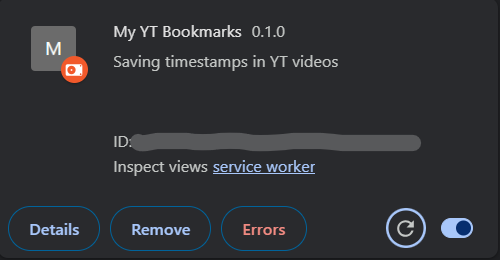 My YT Bookmarks 0.1.0
M
Saving timestamps in YT videos
ID:
Inspect views service worker
Details Remove Errors